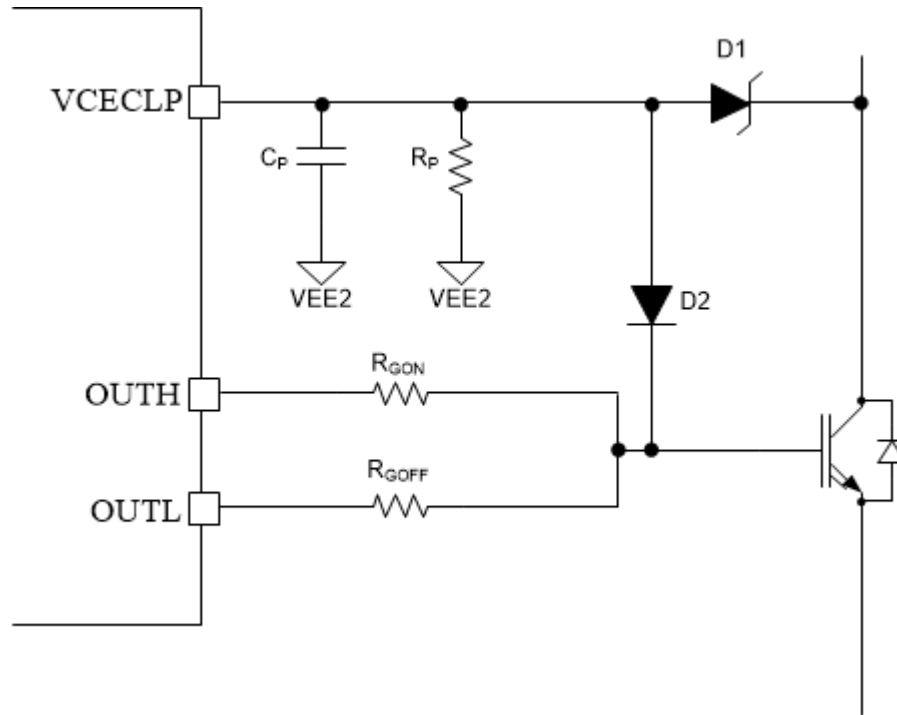 D1
VCECLP
CP
RP
VEE2
VEE2
D2
RGON
OUTH
RGOFF
OUTL